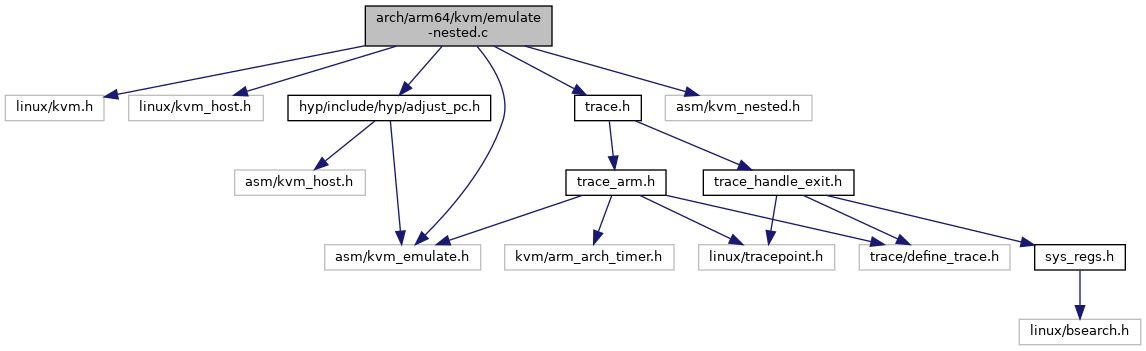 arch/arm64/kvm/emulate
-nested.c
linux/kvm.h
linux/kvm_host.h
hyp/include/hyp/adjust_pc.h
trace.h
asm/kvm_nested.h
asm/kvm_host.h
trace_arm.h
trace_handle_exit.h
asm/kvm_emulate.h
kvm/arm_arch_timer.h
linux/tracepoint.h
trace/define_trace.h
sys_regs.h
linux/bsearch.h